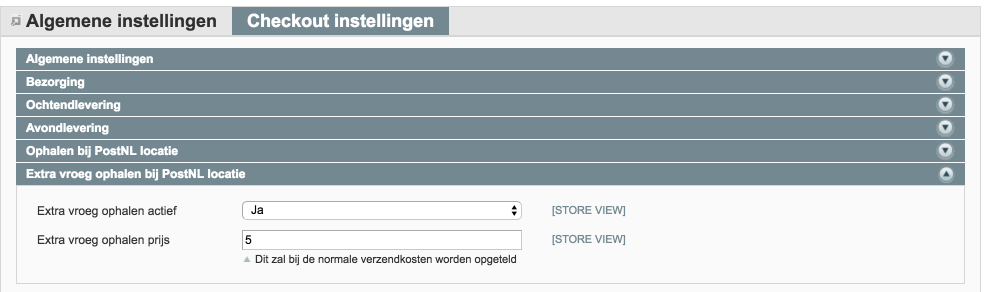 Algemene instellingen
Checkout instellingen
Algemene instellingen
Bezorging
Ochtendlevering
Avondlevering
Ophalen bij PostNL locatie
Extra vroeg ophalen bij PostNL locatie
Extra vroeg ophalen actief Ja [STORE VIEW]
Extra vroeg ophalen prijs 5 [STORE VIEW]
Dit zal bij de normale verzendkosten worden opgeteld